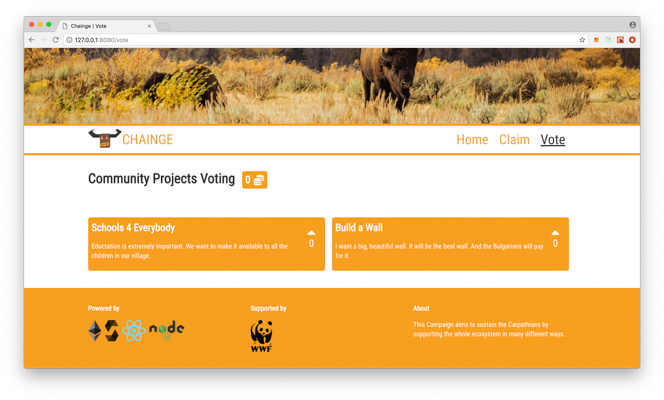 Chainge | Vote
127.0.0.1:8080/vote
CHAINGE
Home Claim Vote
Community Projects Voting 0
Schools 4 Everybody
0
Eductation is extremely important. We want to make it available to all the
children in our village.
Build a Wall
0
I want a big, beautiful wall. It will be the best wall. And the Bulgarians will pay
for it.
Powered by
node
Supported by
WWF
About
This Campaign aims to sustain the Carpathians by
supporting the whole ecosystem in many different ways.